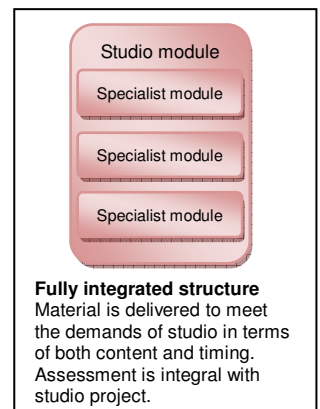 Studio module
Specialist module
Specialist module
Specialist module
Fully integrated structure
Material is delivered to meet
the demands of studio in terms
of both content and timing.
Assessment is integral with
studio project.